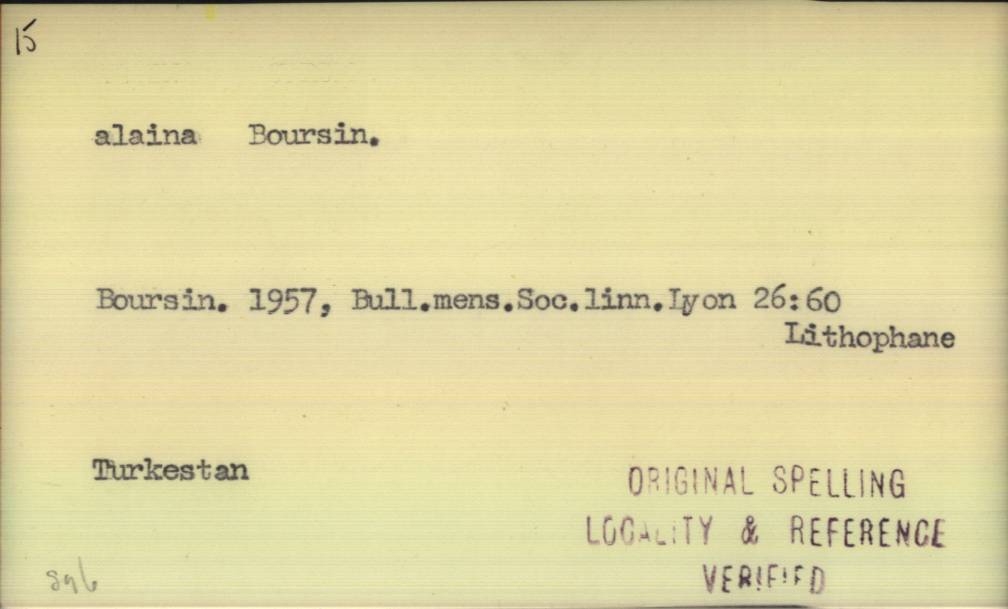 15
alaina Boursin.
Boursin. 1957, Bull.mens.Soc.linn.Lyon 26:60
Lithophane
Turkestan
ORIGINAL SPELLING
LOCALITY & REFERENCE
VERIFIED